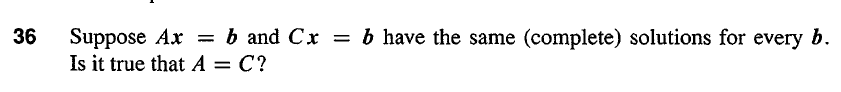 36 Suppose Ax = b and Cx = b have the same (complete) solutions for every b.
Is it true that A = C?